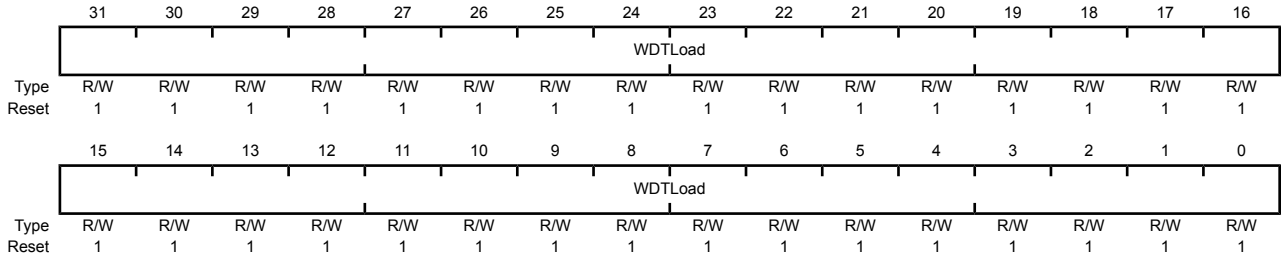 31 30 29 28 27 26 25 24 23 22 21 20 19 18 17 16
WDTLoad
Type R/W R/W R/W R/W R/W R/W R/W R/W R/W R/W R/W R/W R/W R/W R/W R/W
Reset 1 1 1 1 1 1 1 1 1 1 1 1 1 1 1 1
15 14 13 12 11 10 9 8 7 6 5 4 3 2 1 0
WDTLoad
Type R/W R/W R/W R/W R/W R/W R/W R/W R/W R/W R/W R/W R/W R/W R/W R/W
Reset 1 1 1 1 1 1 1 1 1 1 1 1 1 1 1 1